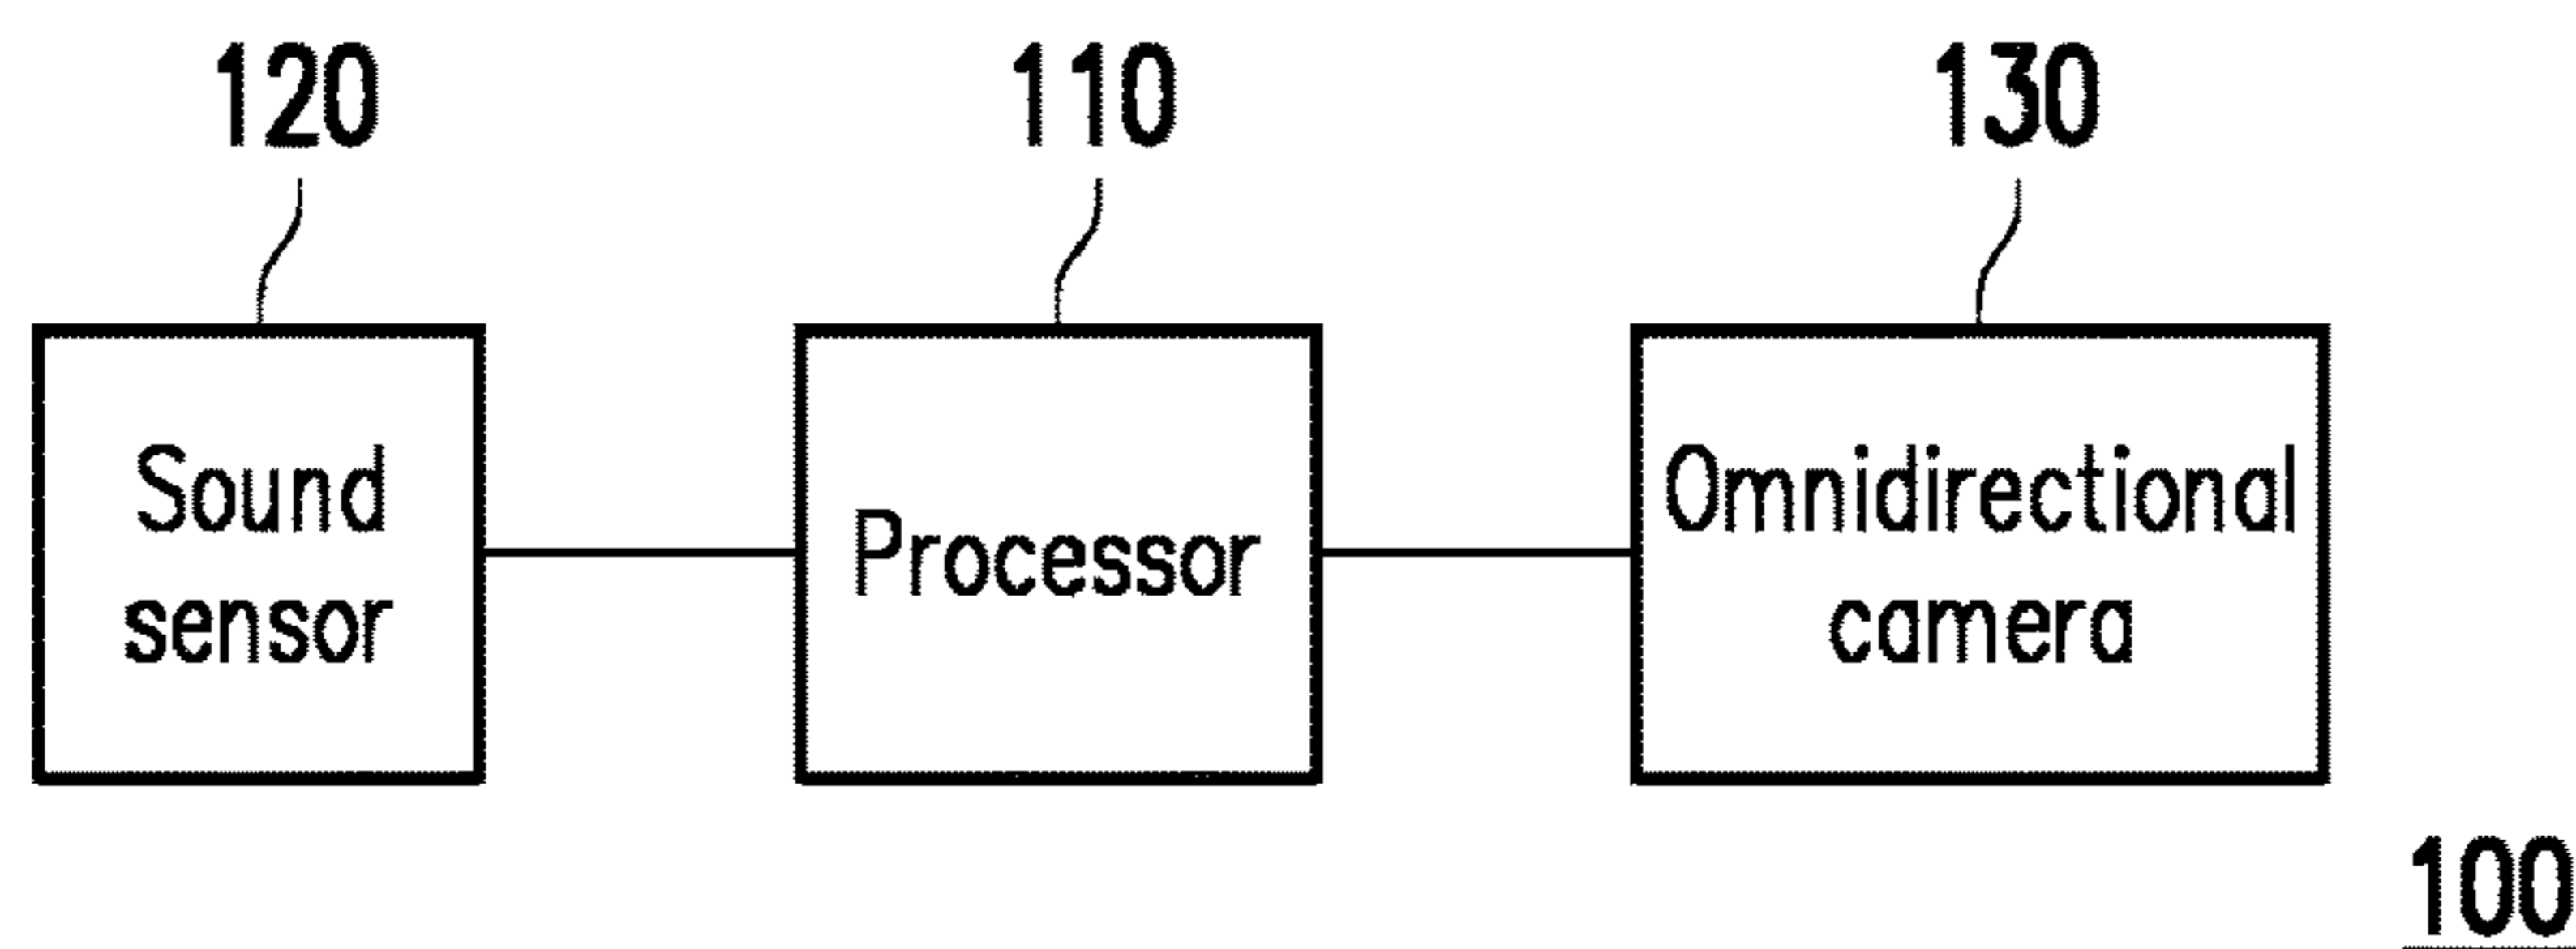 120
110
130
Sound
sensor
Processor
Omnidirectional
camera
100